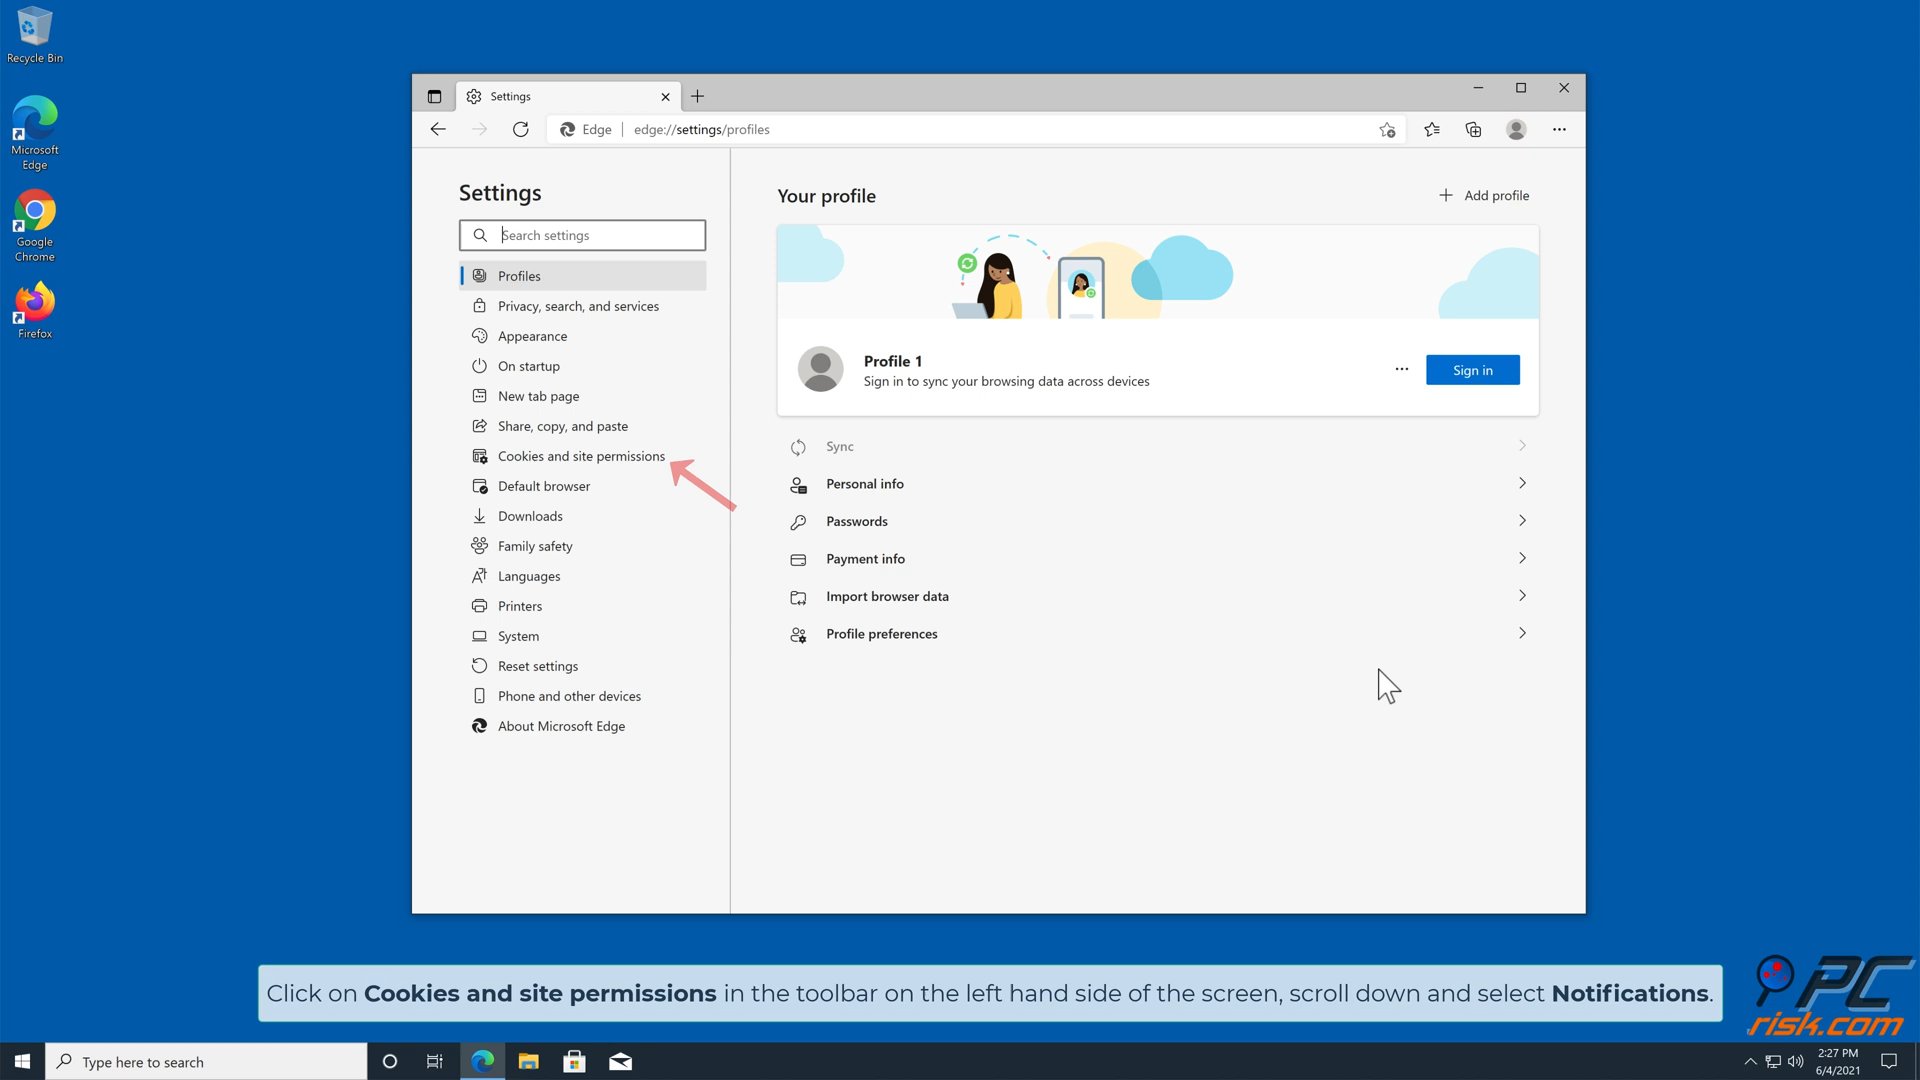 Recycle Bin
Microsoft
Edge
Google
Chrome
Firefox
Settings
Edge
edge://settings/profiles
Settings
Search settings
Profiles
Privacy, search, and services
Appearance
On startup
New tab page
Share, copy, and paste
Cookies and site permissions
Default browser
Downloads
Family safety
Languages
Printers
System
Reset settings
Phone and other devices
About Microsoft Edge
Your profile
Add profile
Profile 1
Sign in to sync your browsing data across devices
Sign in
Sync
Personal info
Passwords
Payment info
Import browser data
Profile preferences
Click on Cookies and site permissions in the toolbar on the left hand side of the screen, scroll down and select Notifications.
PC
risk.com
Type here to search
2:27 PM
6/4/2021